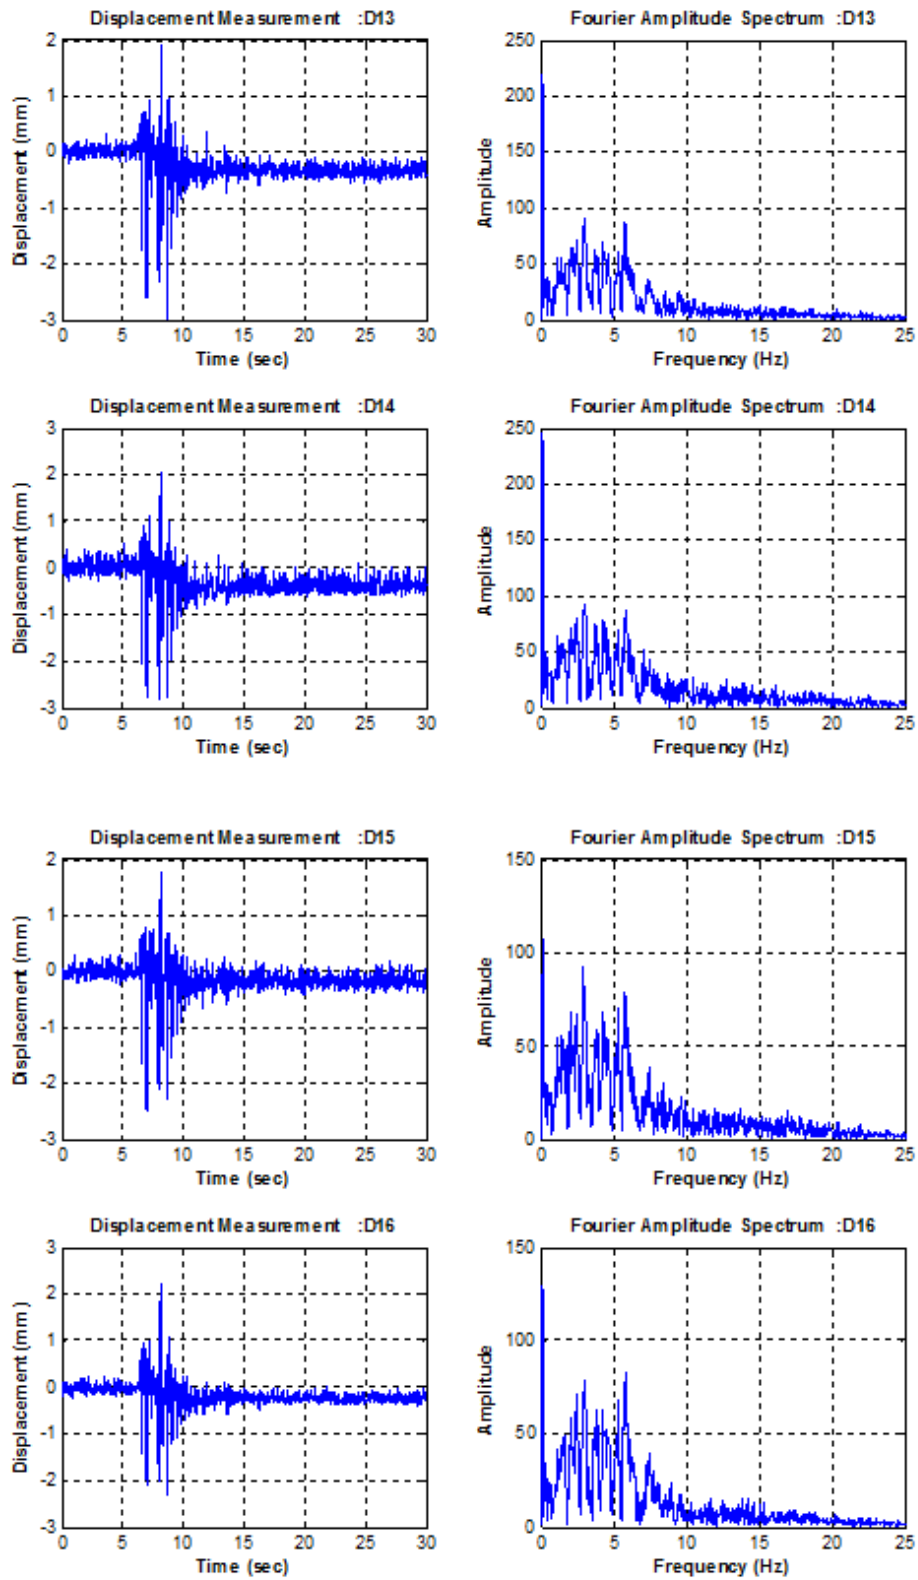 Displacement Measurement :D13
Fourier Amplitude Spectrum :D13
Displacement (mm)
2
1
0
-1
-2
-3
0 5 10 15 20 25 30
Time (sec)
Amplitude
250
200
150
100
50
0
0 5 10 15 20 25
Frequency (Hz)
Displacement Measurement :D14
Fourier Amplitude Spectrum :D14
Displacement (mm)
3
2
1
0
-1
-2
-3
0 5 10 15 20 25 30
Time (sec)
Amplitude
250
200
150
100
50
0
0 5 10 15 20 25
Frequency (Hz)
Displacement Measurement :D15
Fourier Amplitude Spectrum :D15
Displacement (mm)
2
1
0
-1
-2
-3
0 5 10 15 20 25 30
Time (sec)
Amplitude
150
100
50
0
0 5 10 15 20 25
Frequency (Hz)
Displacement Measurement :D16
Fourier Amplitude Spectrum :D16
Displacement (mm)
3
2
1
0
-1
-2
-3
0 5 10 15 20 25 30
Time (sec)
Amplitude
150
100
50
0
0 5 10 15 20 25
Frequency (Hz)